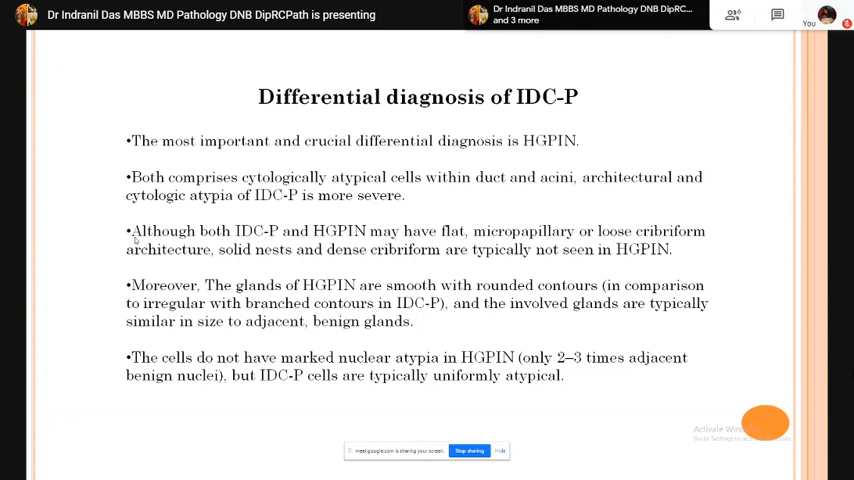 Dr Indranil Das MBBS MD Pathology DNB DipRCPath is presenting
Dr Indranil Das MBBS MD Pathology DNB DipRC...
and 3 more
6
You
Differential diagnosis of IDC-P
•The most important and crucial differential diagnosis is HGPIN.
•Both comprises cytologically atypical cells within duct and acini, architectural and
cytologic atypia of IDC-P is more severe.
•Although both IDC-P and HGPIN may have flat, micropapillary or loose cribriform
architecture, solid nests and dense cribriform are typically not seen in HGPIN.
•Moreover, The glands of HGPIN are smooth with rounded contours (in comparison
to irregular with branched contours in IDC-P), and the involved glands are typically
similar in size to adjacent, benign glands.
•The cells do not have marked nuclear atypia in HGPIN (only 2–3 times adjacent
benign nuclei), but IDC-P cells are typically uniformly atypical.
meet.google.com is sharing your screen.
Stop sharing
Hide
Activate
Go to Settings to